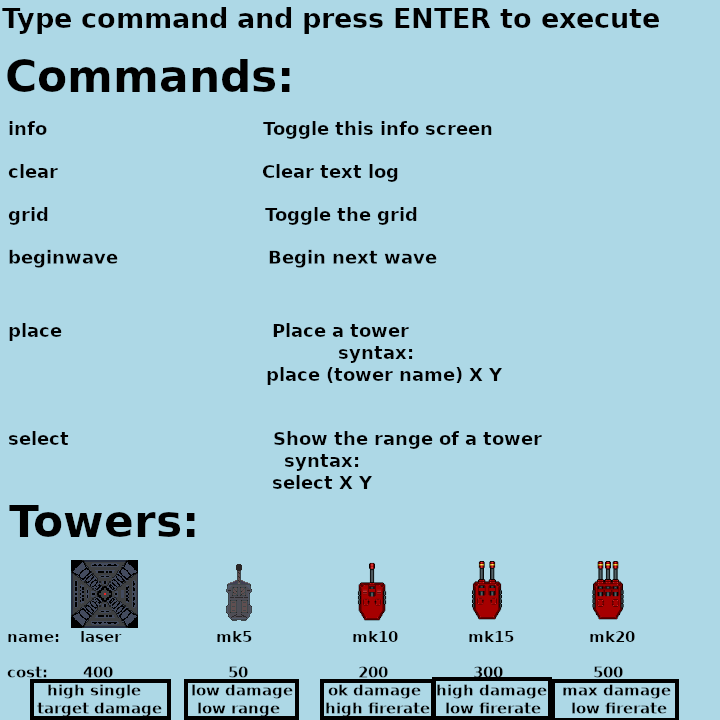 Type command and press ENTER to execute
Commands:
info Toggle this info screen
clear Clear text log
grid Toggle the grid
beginwave Begin next wave
place Place a tower
syntax:
place (tower name) X Y
select Show the range of a tower
syntax:
select X Y
Towers:
name: laser mk5 mk10 mk15 mk20
cost: 400 50 200 300 500
high single low damage ok damage high damage max damage
target damage low range high firerate low firerate low firerate